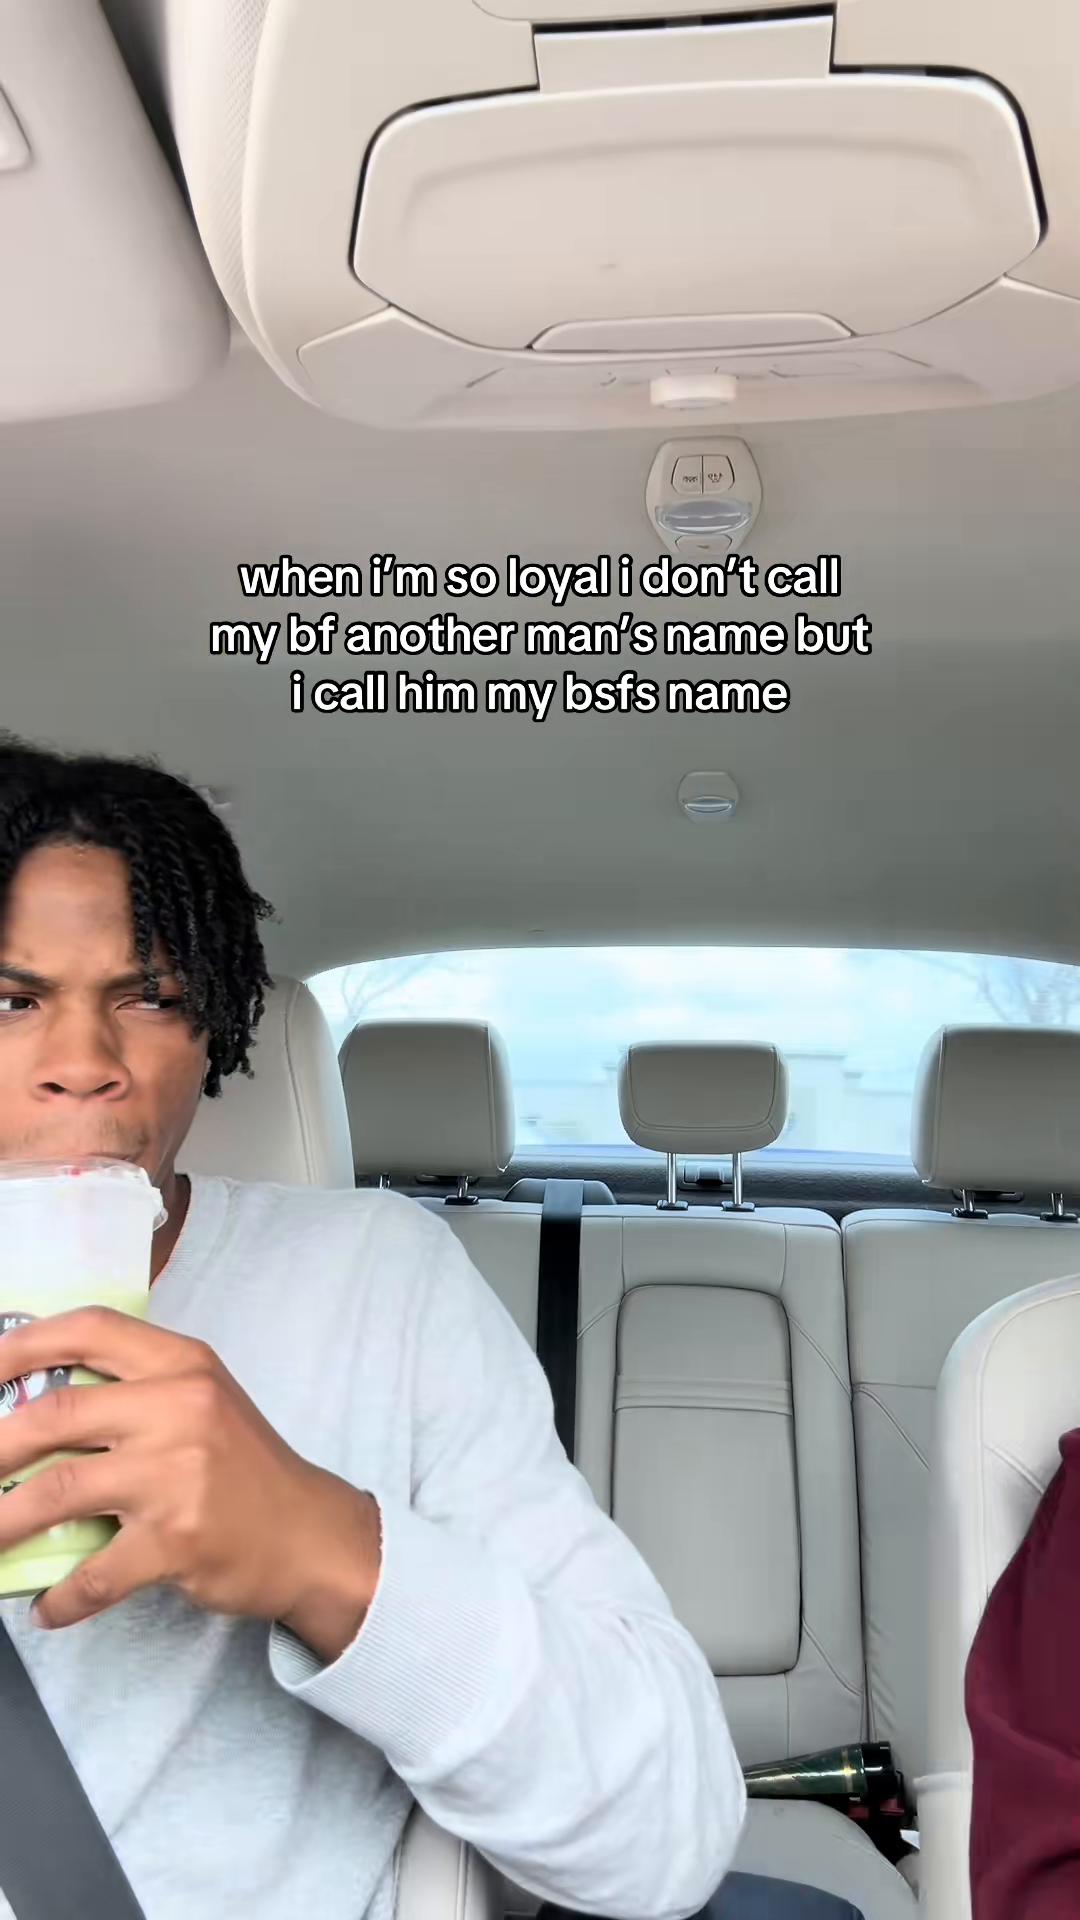 when i'm so loyal i don't call
my bf another man's name but
i call him my bsfs name